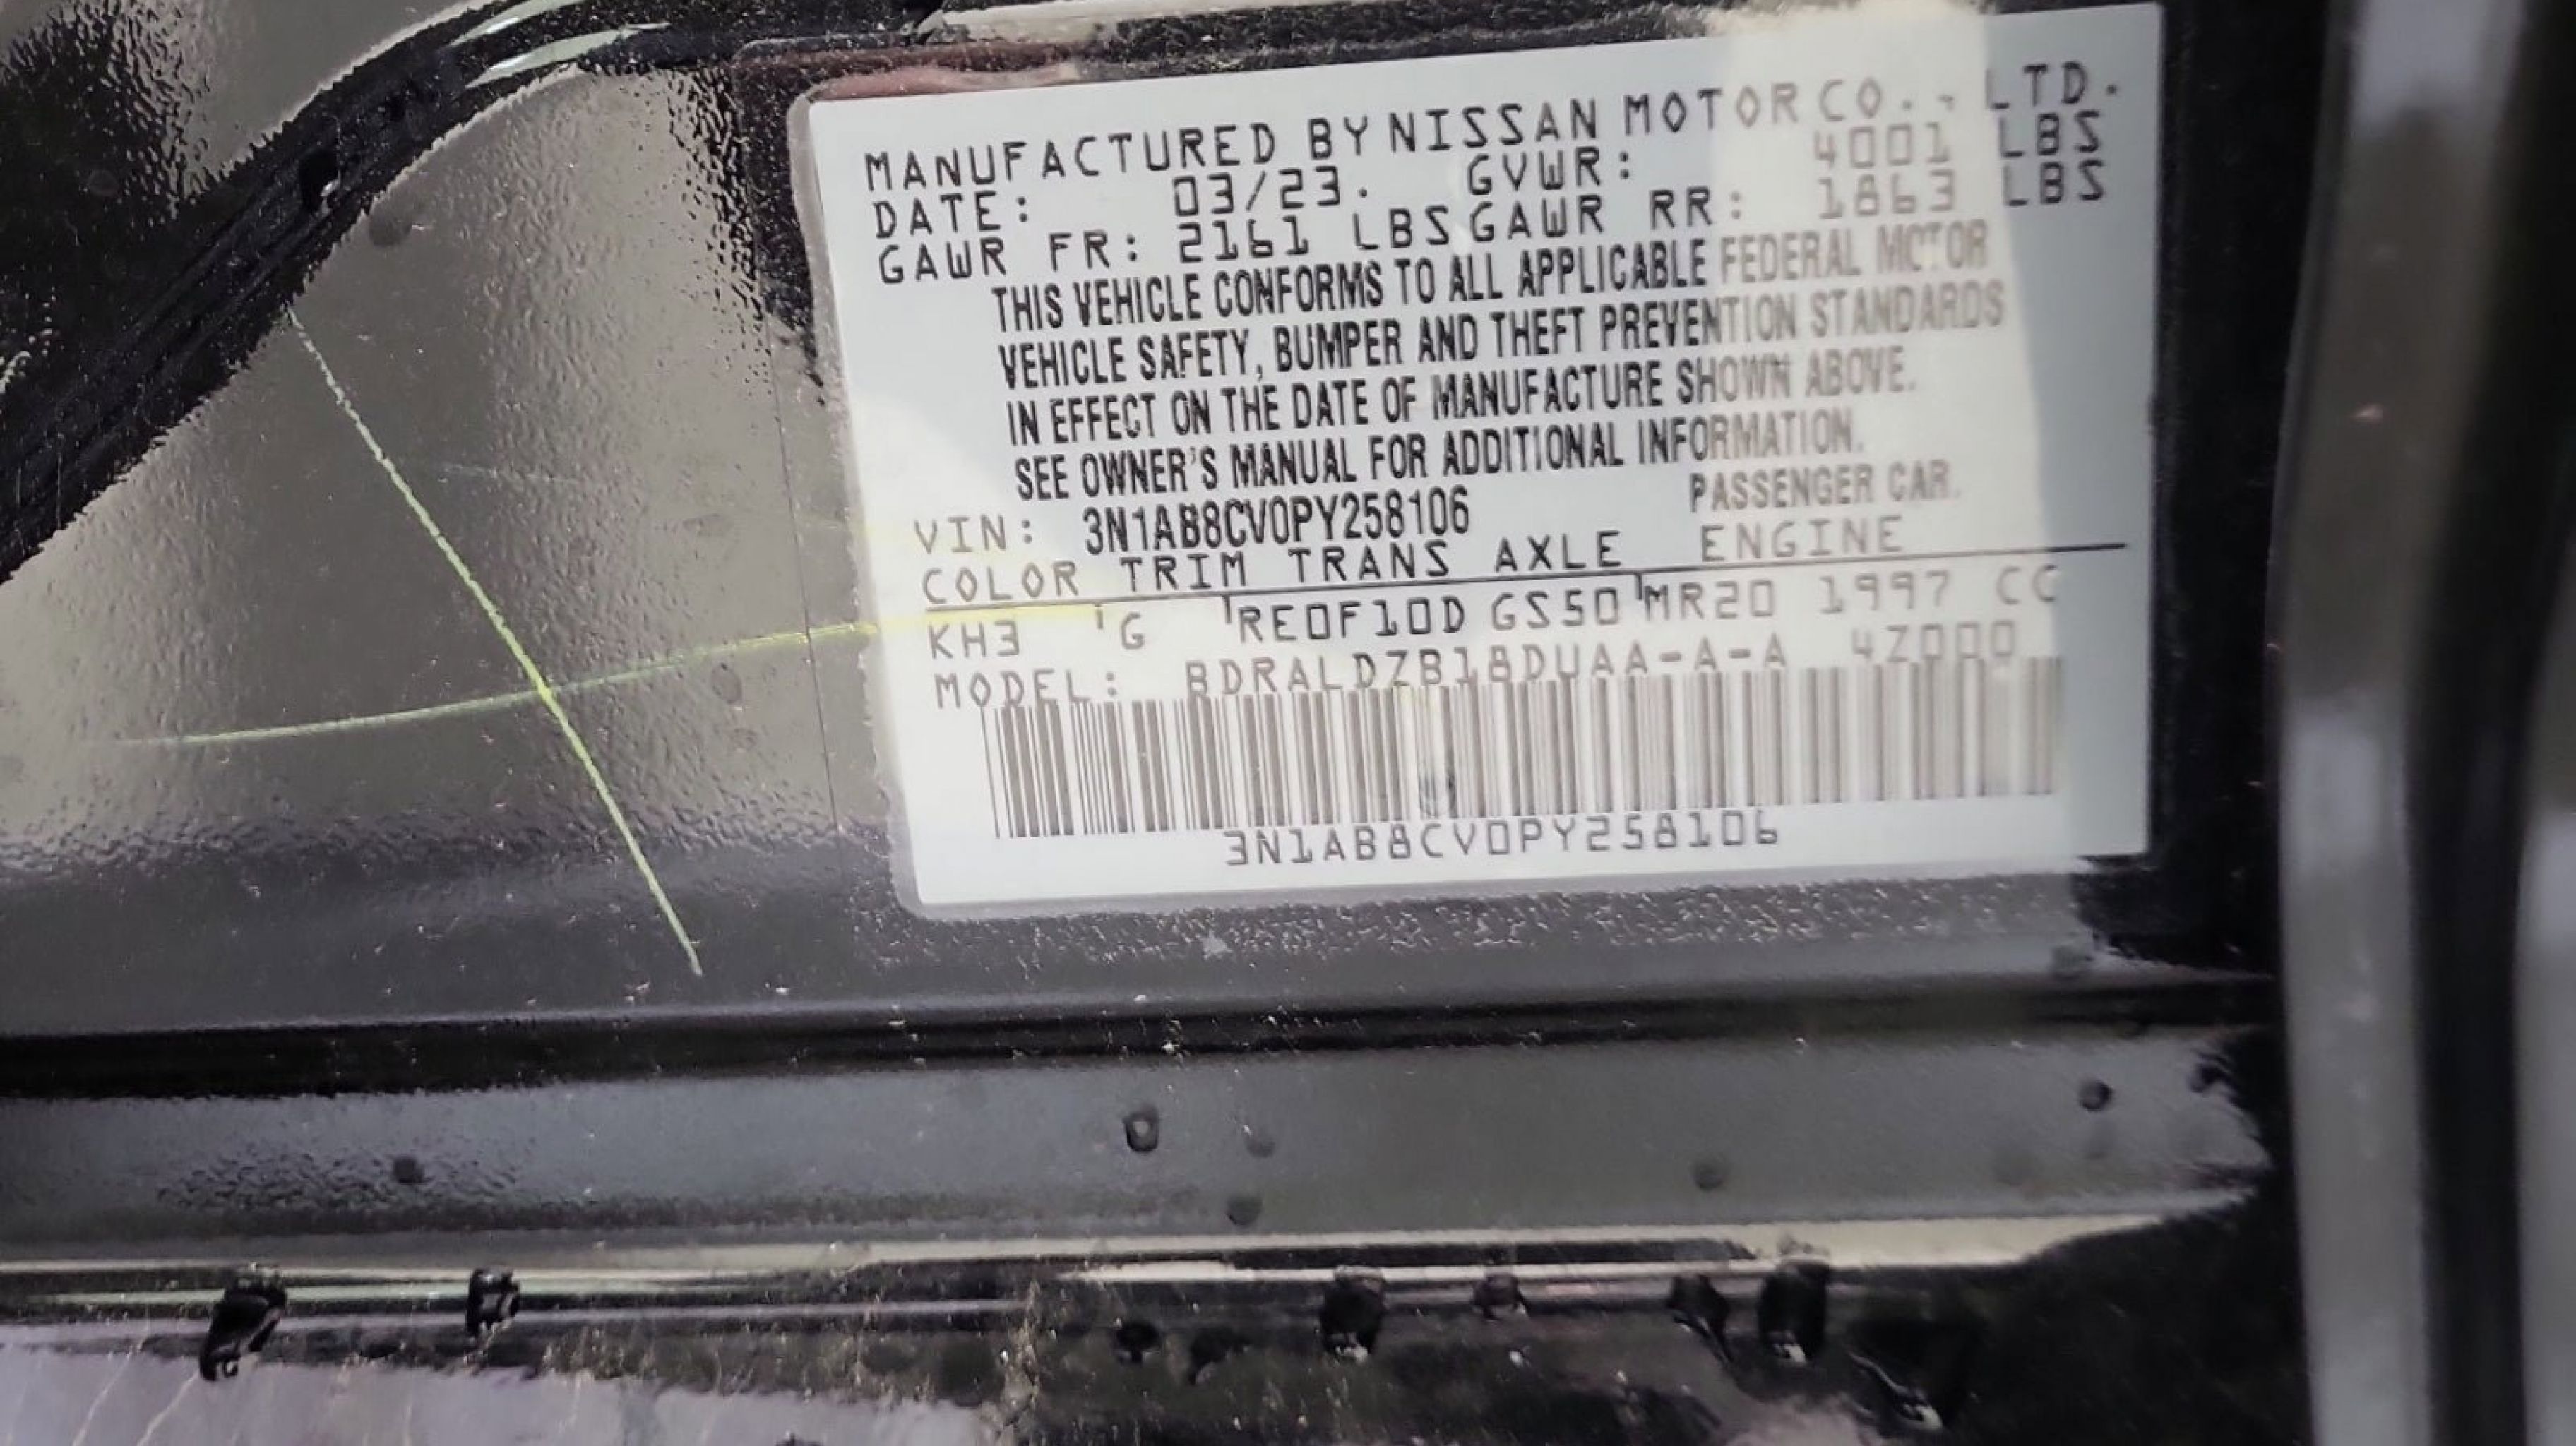 MANUFACTURED BY NISSAN MOTOR CO., LTD.
DATE: 03/23. GVWR: 4001 LBS
GAWR FR: 2161 LBS GAWR RR: 1863 LBS
THIS VEHICLE CONFORMS TO ALL APPLICABLE FEDERAL MOTOR
VEHICLE SAFETY, BUMPER AND THEFT PREVENTION STANDARDS
IN EFFECT ON THE DATE OF MANUFACTURE SHOWN ABOVE.
SEE OWNER'S MANUAL FOR ADDITIONAL INFORMATION.
VIN: 3N1AB8CV0PY258106 PASSENGER CAR.
COLOR TRIM TRANS AXLE ENGINE
KH3 G RE0F10D GS50 MR20 1997 CC
MODEL: BDRALDZB18DUAA-A-A 4Z000
3N1AB8CV0PY258106